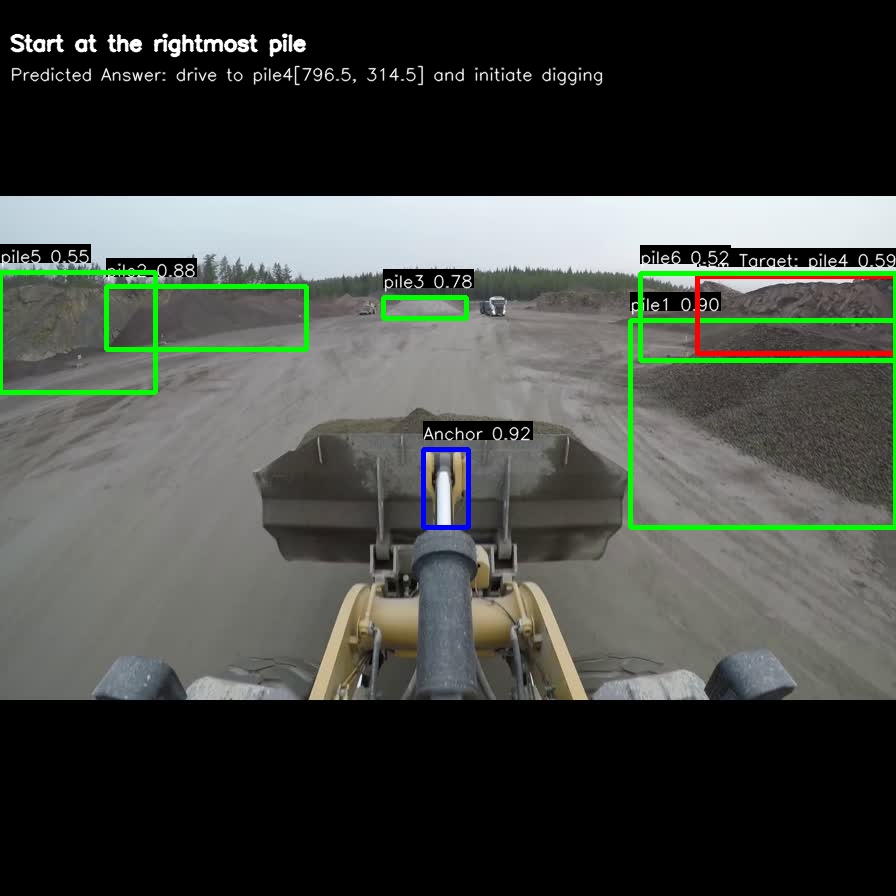 Start at the rightmost pile
Predicted Answer: drive to pile4[796.5, 314.5] and initiate digging
pile5 0.55
pile2 0.88
pile3 0.78
pile6 0.52
Target: pile4 0.59
pile1 0.90
Anchor 0.92